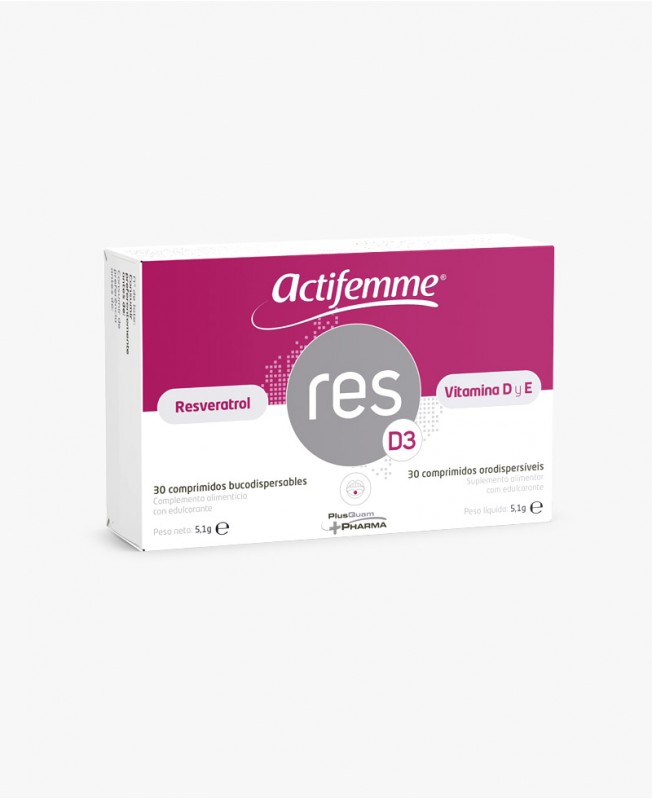 actifemme®
Resveratrol
res
D3
Vitamina D y E
30 comprimidos bucodispersables
Complemento alimenticio
con edulcorante
Peso neto: 5,1g e
30 comprimidos orodispersíveis
Suplemento alimentar
com edulcorante
Peso líquido: 5,1g e
PlusQuam
PHARMA